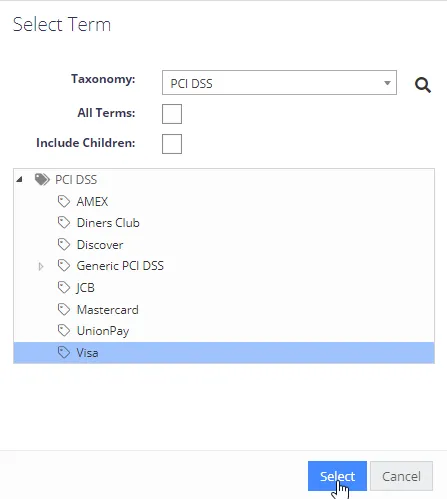 Select Term
Taxonomy: PCI DSS
All Terms:
Include Children:
PCI DSS
AMEX
Diners Club
Discover
Generic PCI DSS
JCB
Mastercard
UnionPay
Visa
Select Cancel